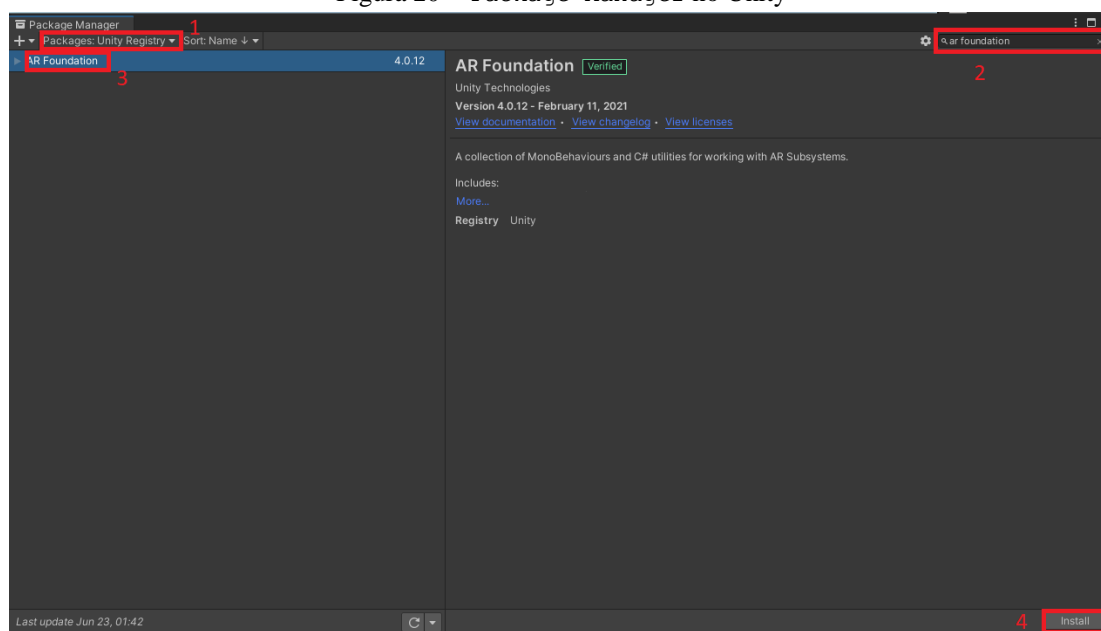 Package Manager
1
+ Packages: Unity Registry Sort: Name ↓
ar foundation
2
AR Foundation 4.0.12
3
AR Foundation Verified
Unity Technologies
Version 4.0.12 - February 11, 2021
View documentation • View changelog • View licenses
A collection of MonoBehaviours and C# utilities for working with AR Subsystems.
Includes:
More...
Registry Unity
Last update Jun 23, 01:42
4
Install